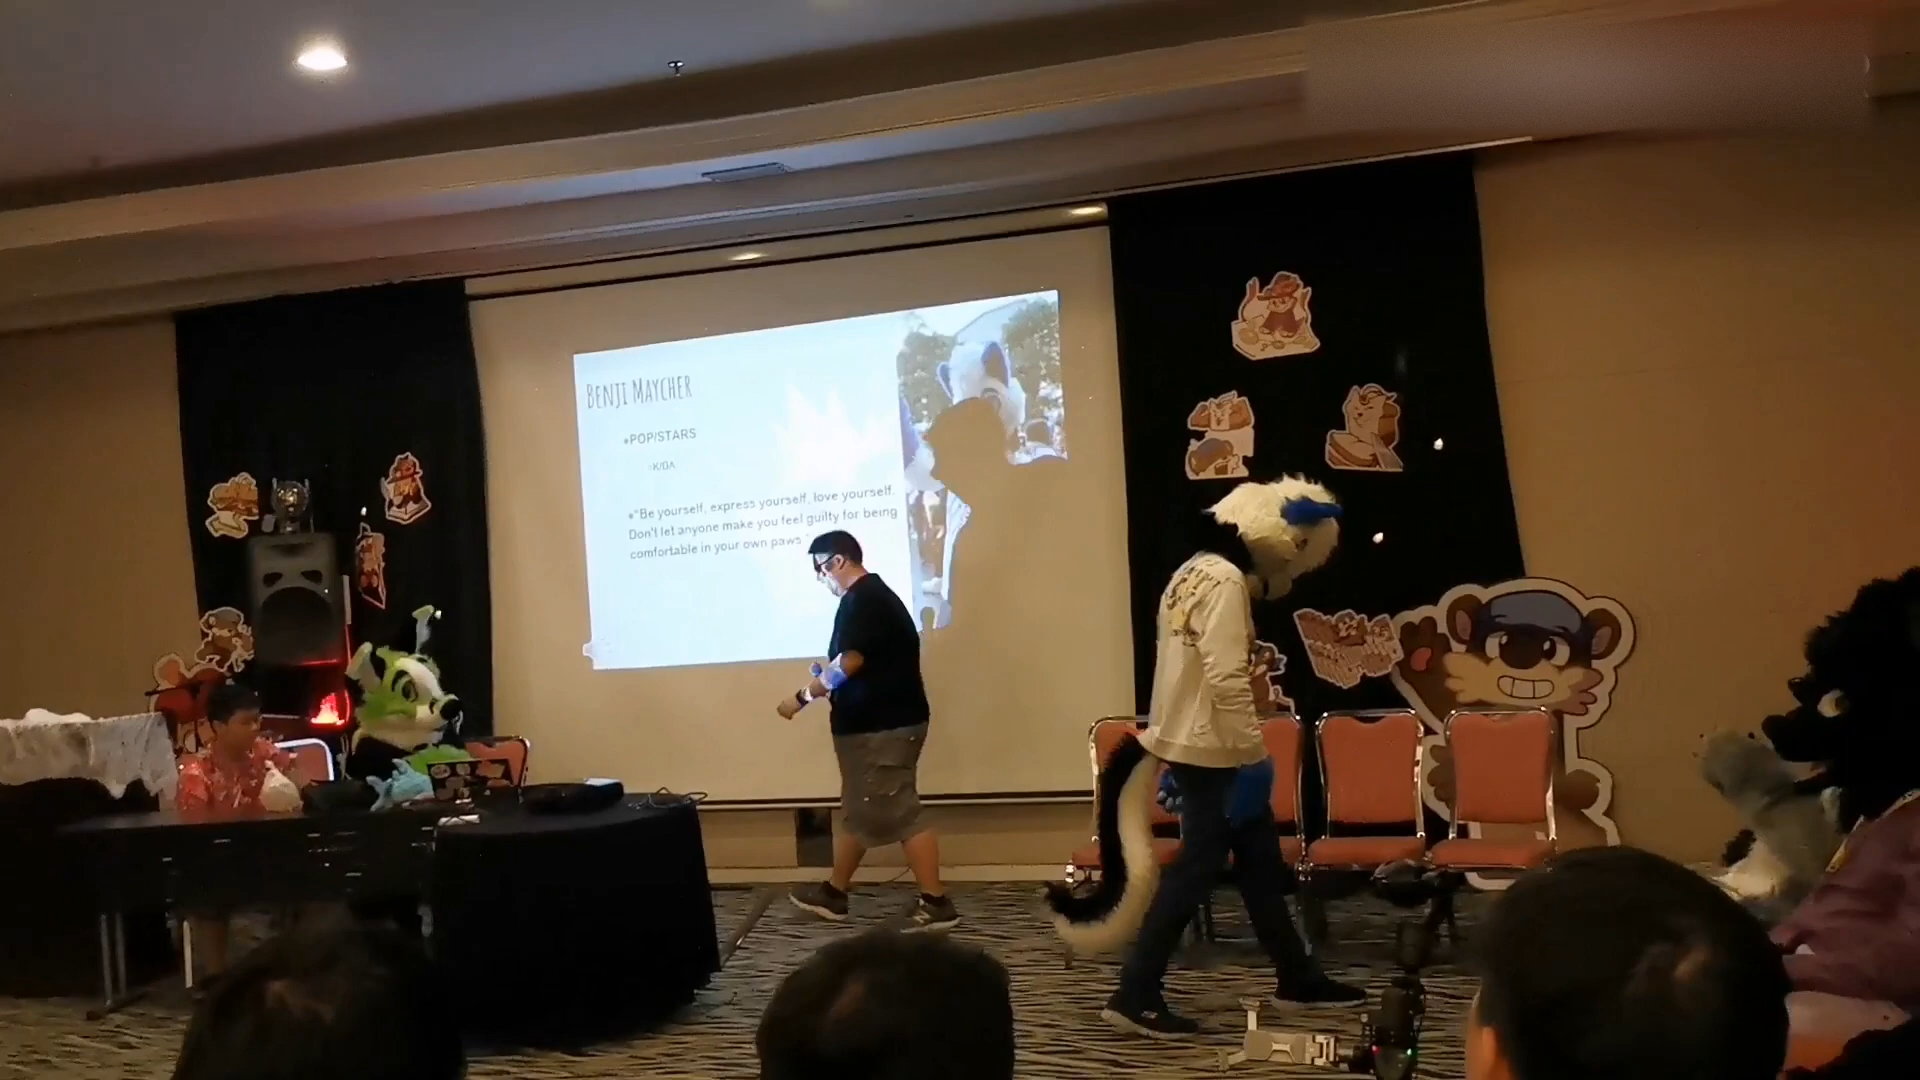 BENJI MAYCHER
•POP/STARS
○K/DA
•"Be yourself, express yourself, love yourself.
Don't let anyone make you feel guilty for being
comfortable in your own paws."